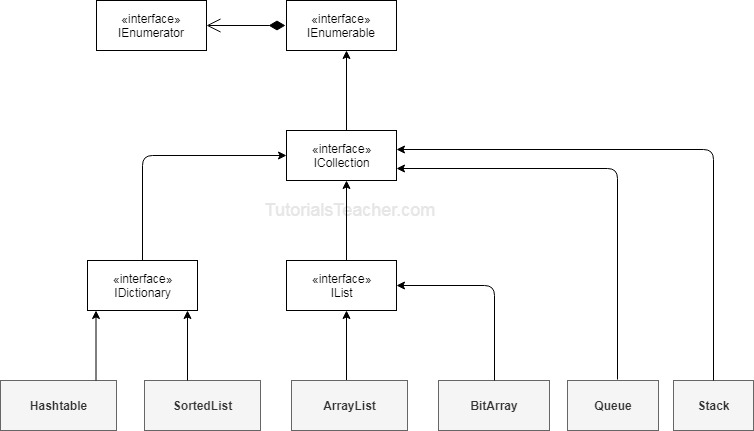 «interface»
IEnumerator
«interface»
IEnumerable
«interface»
ICollection
TutorialsTeacher.com
«interface»
IDictionary
«interface»
IList
Hashtable
SortedList
ArrayList
BitArray
Queue
Stack